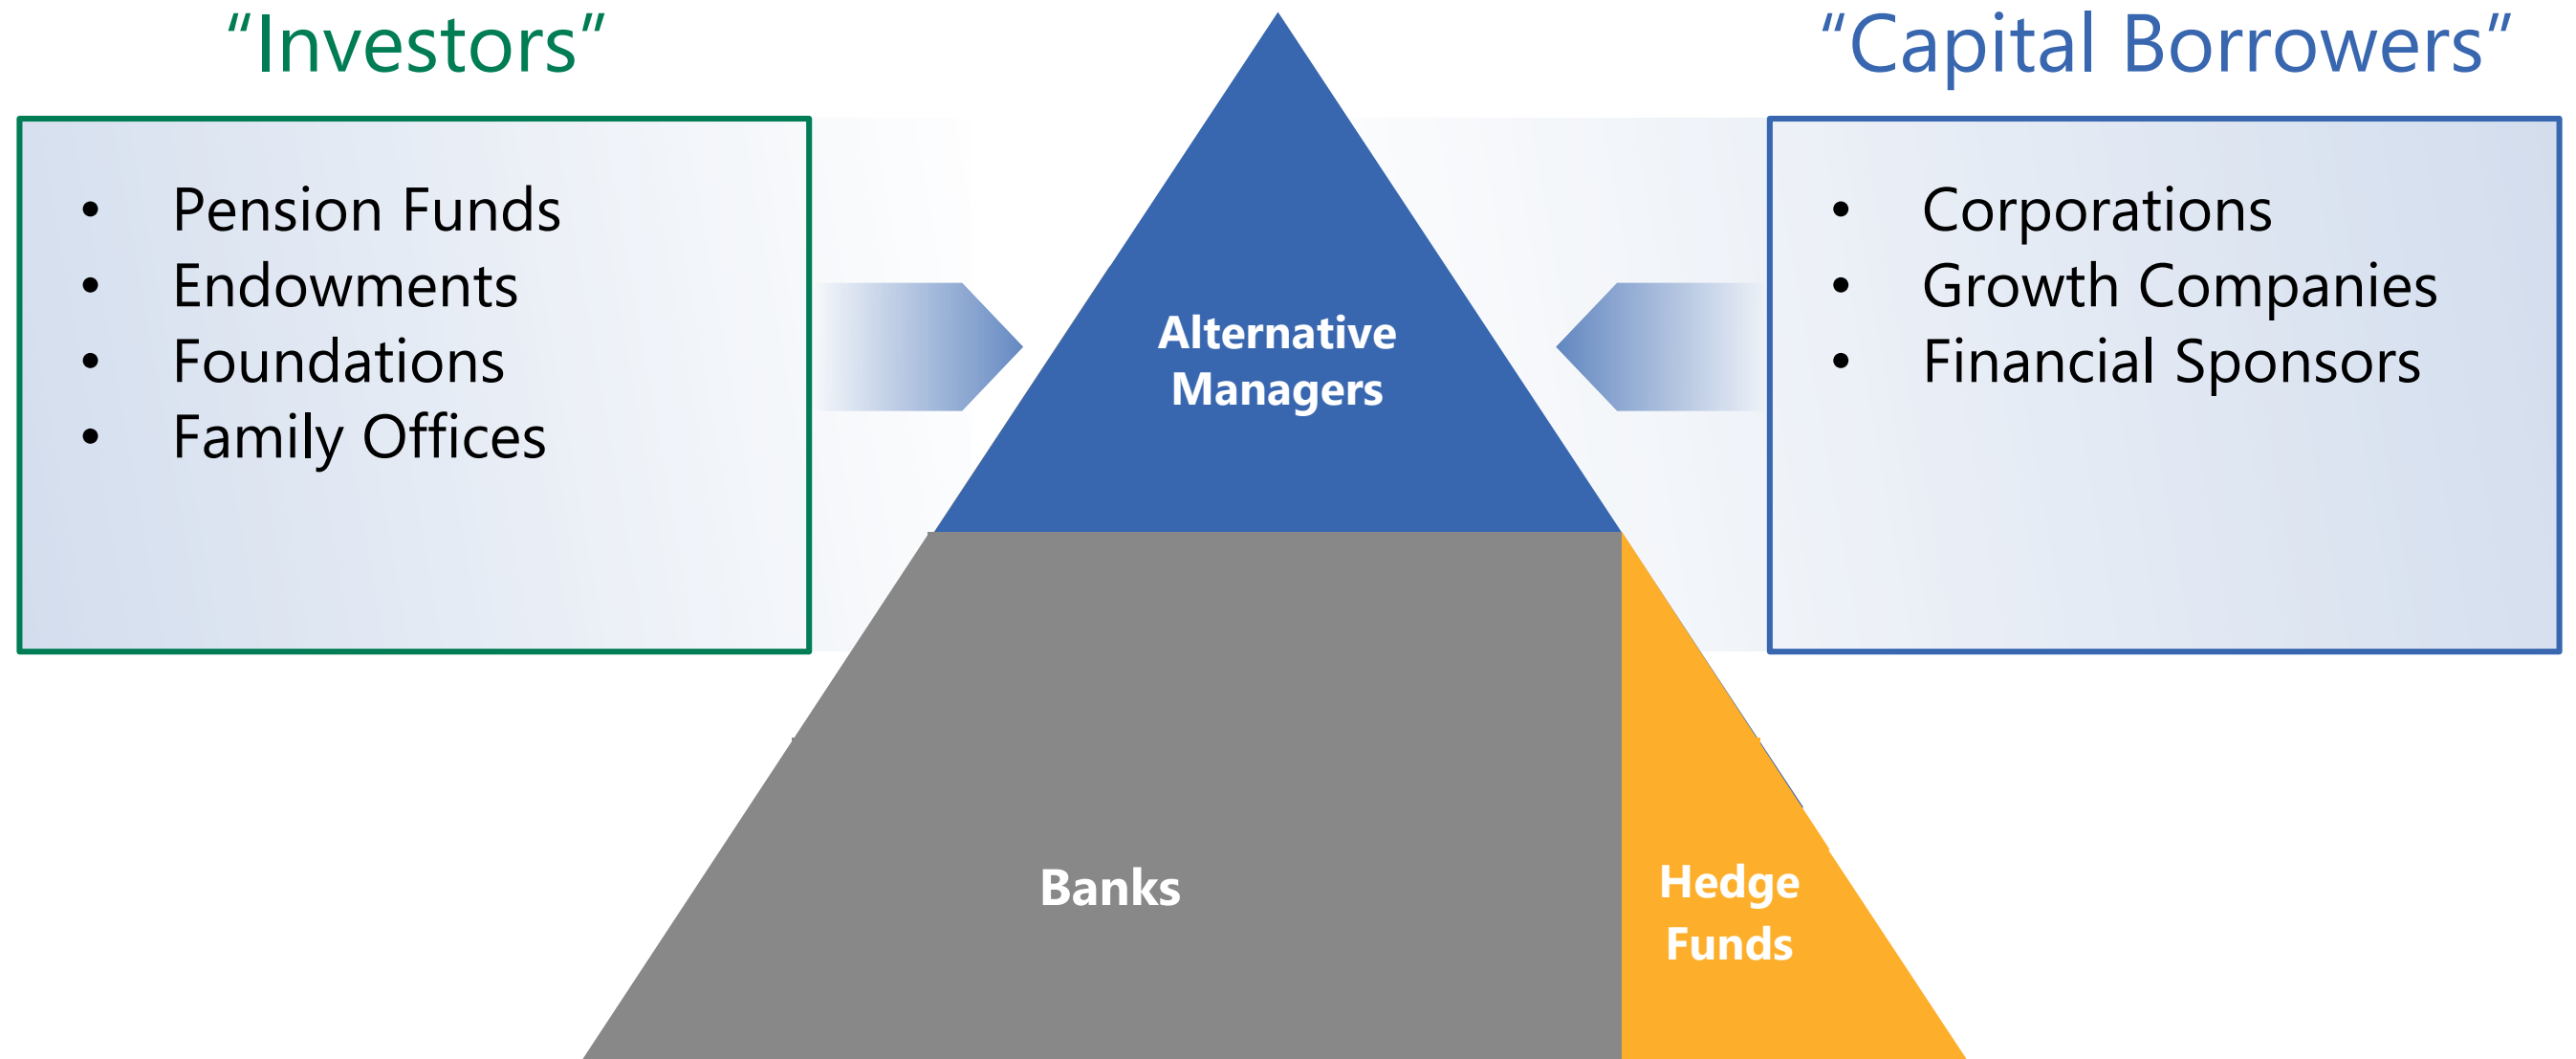 “Investors”
• Pension Funds
• Endowments
• Foundations
• Family Offices
Alternative
Managers
“Capital Borrowers”
• Corporations
• Growth Companies
• Financial Sponsors
Banks
Hedge
Funds